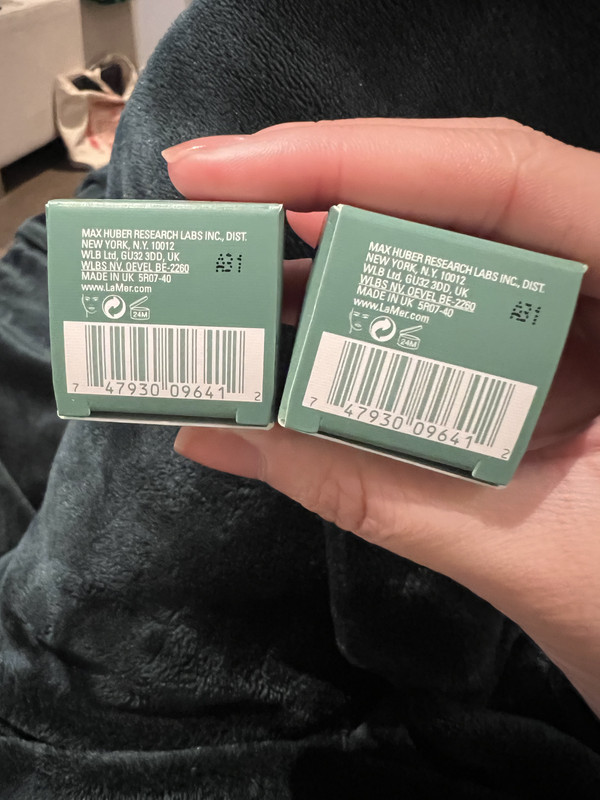 MAX HUBER RESEARCH LABS INC., DIST.
NEW YORK, N.Y. 10012
WLB Ltd, GU32 3DD, UK
WLBS NV. OEVEL BE-2260
MADE IN UK 5R07-40
www.LaMer.com
24M
7 47930 09641 2
MAX HUBER RESEARCH LABS INC., DIST.
NEW YORK, N.Y. 10012
WLB Ltd, GU32 3DD, UK
WLBS NV. OEVEL BE-2260
MADE IN UK 5R07-40
www.LaMer.com
24M
7 47930 09641 2